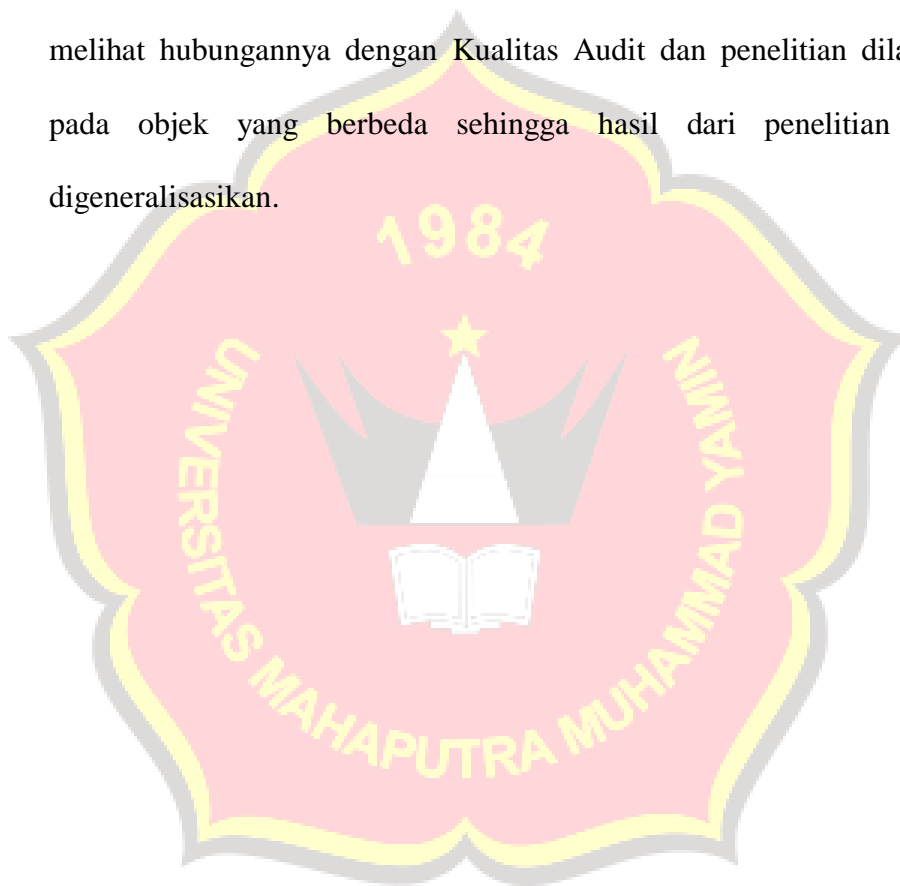 melihat hubungannya dengan Kualitas Audit dan penelitian
pada objek yang berbeda sehingga hasil dari penelitian
digeneralisasikan.
1984
UNIVERSITAS MAHAPUTRA MUHAMMAD YAMIN